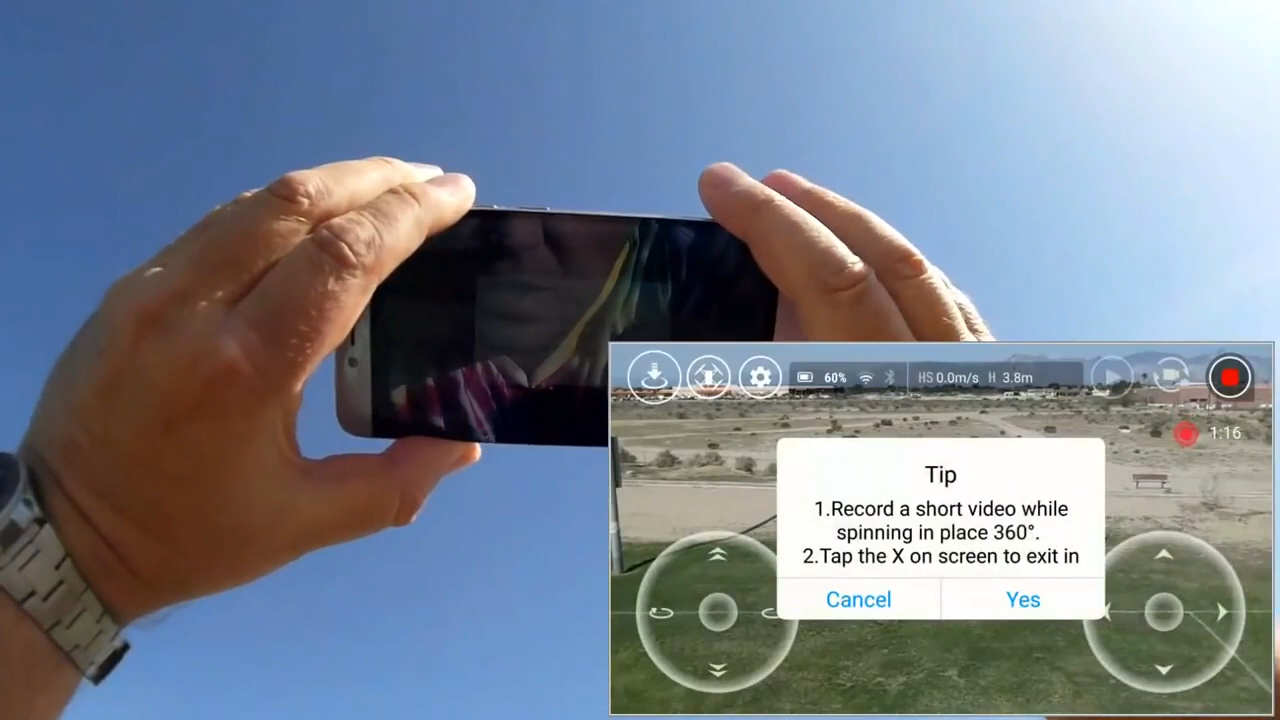 60% HS 0.0m/s H 3.8m
1:16
Tip
1.Record a short video while
spinning in place 360°.
2.Tap the X on screen to exit in
Cancel Yes